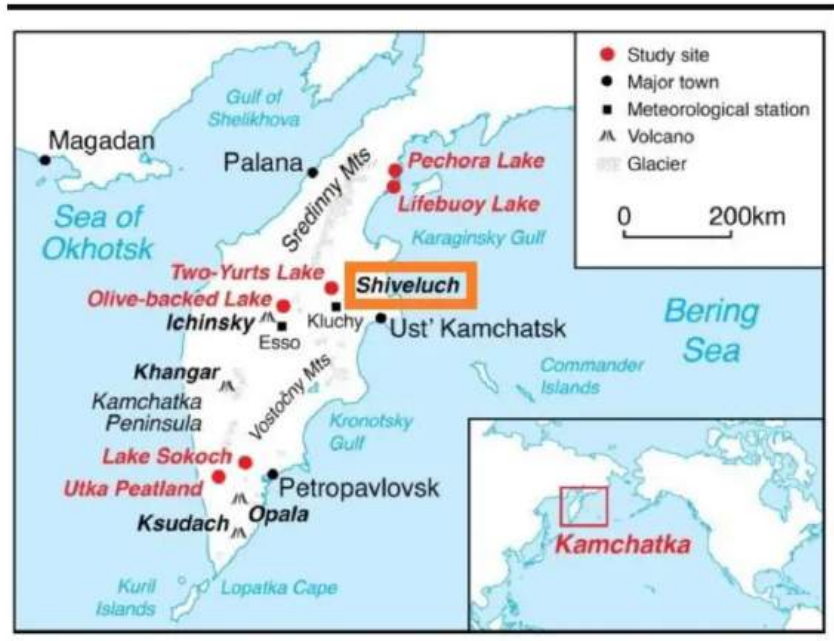 Study site
Major town
Meteorological station
Volcano
Glacier
0 200km
Gulf of
Shelikhova
Magadan
Palana
Sredinny Mts
Pechora Lake
Lifebuoy Lake
Sea of
Okhotsk
Karaginsky Gulf
Two-Yurts Lake
Shiveluch
Olive-backed Lake
Ichinsky
Kluchy
Esso
Ust' Kamchatsk
Bering
Sea
Khangar
Kamchatka
Peninsula
Vostočny Mts
Commander
Islands
Kronotsky
Gulf
Lake Sokoch
Utka Peatland
Petropavlovsk
Opala
Ksudach
Kuril
Islands
Lopatka Cape
Kamchatka